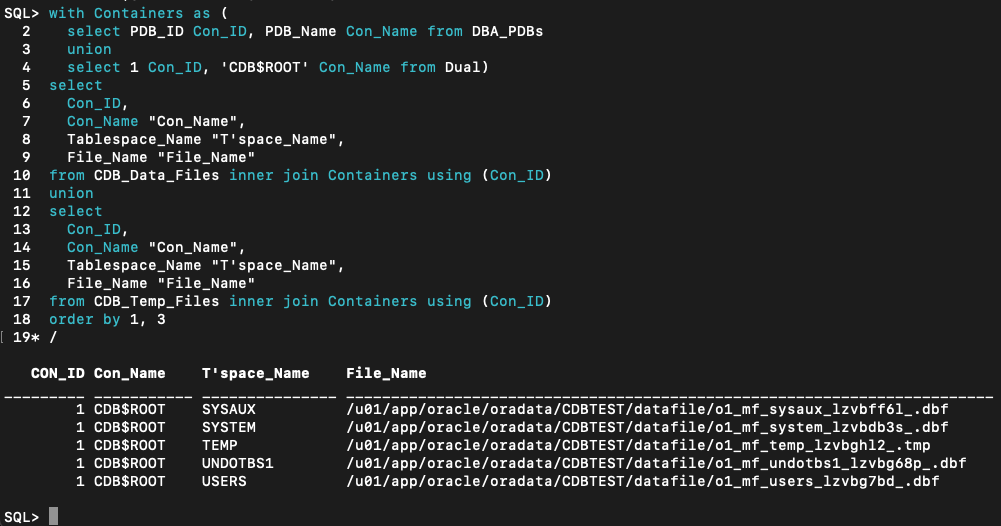 SQL> with Containers as (
2 select PDB_ID Con_ID, PDB_Name Con_Name from DBA_PDBs
3 union
4 select 1 Con_ID, 'CDB$ROOT' Con_Name from Dual)
5 select
6 Con_ID,
7 Con_Name "Con_Name",
8 Tablespace_Name "T'space_Name",
9 File_Name "File_Name"
10 from CDB_Data_Files inner join Containers using (Con_ID)
11 union
12 select
13 Con_ID,
14 Con_Name "Con_Name",
15 Tablespace_Name "T'space_Name",
16 File_Name "File_Name"
17 from CDB_Temp_Files inner join Containers using (Con_ID)
18 order by 1, 3
[ 19* /
CON_ID Con_Name T'space_Name File_Name
_________ ___________ _______________ ________________________________________________________________________
1 CDB$ROOT SYSAUX /u01/app/oracle/oradata/CDBTEST/datafile/o1_mf_sysaux_lzvbff6l_.dbf
1 CDB$ROOT SYSTEM /u01/app/oracle/oradata/CDBTEST/datafile/o1_mf_system_lzvbdb3s_.dbf
1 CDB$ROOT TEMP /u01/app/oracle/oradata/CDBTEST/datafile/o1_mf_temp_lzvbghl2_.tmp
1 CDB$ROOT UNDOTBS1 /u01/app/oracle/oradata/CDBTEST/datafile/o1_mf_undotbs1_lzvbg68p_.dbf
1 CDB$ROOT USERS /u01/app/oracle/oradata/CDBTEST/datafile/o1_mf_users_lzvbg7bd_.dbf
SQL>